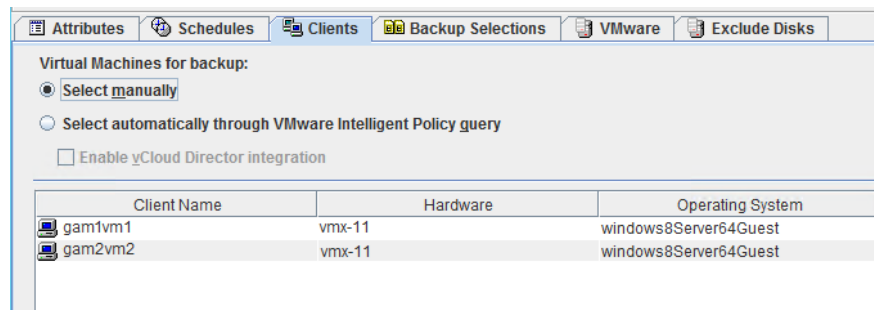 Attributes Schedules Clients Backup Selections VMware Exclude Disks
Virtual Machines for backup:
Select manually
Select automatically through VMware Intelligent Policy query
Enable vCloud Director integration
Client Name Hardware Operating System
gam1vm1 vmx-11 windows8Server64Guest
gam2vm2 vmx-11 windows8Server64Guest